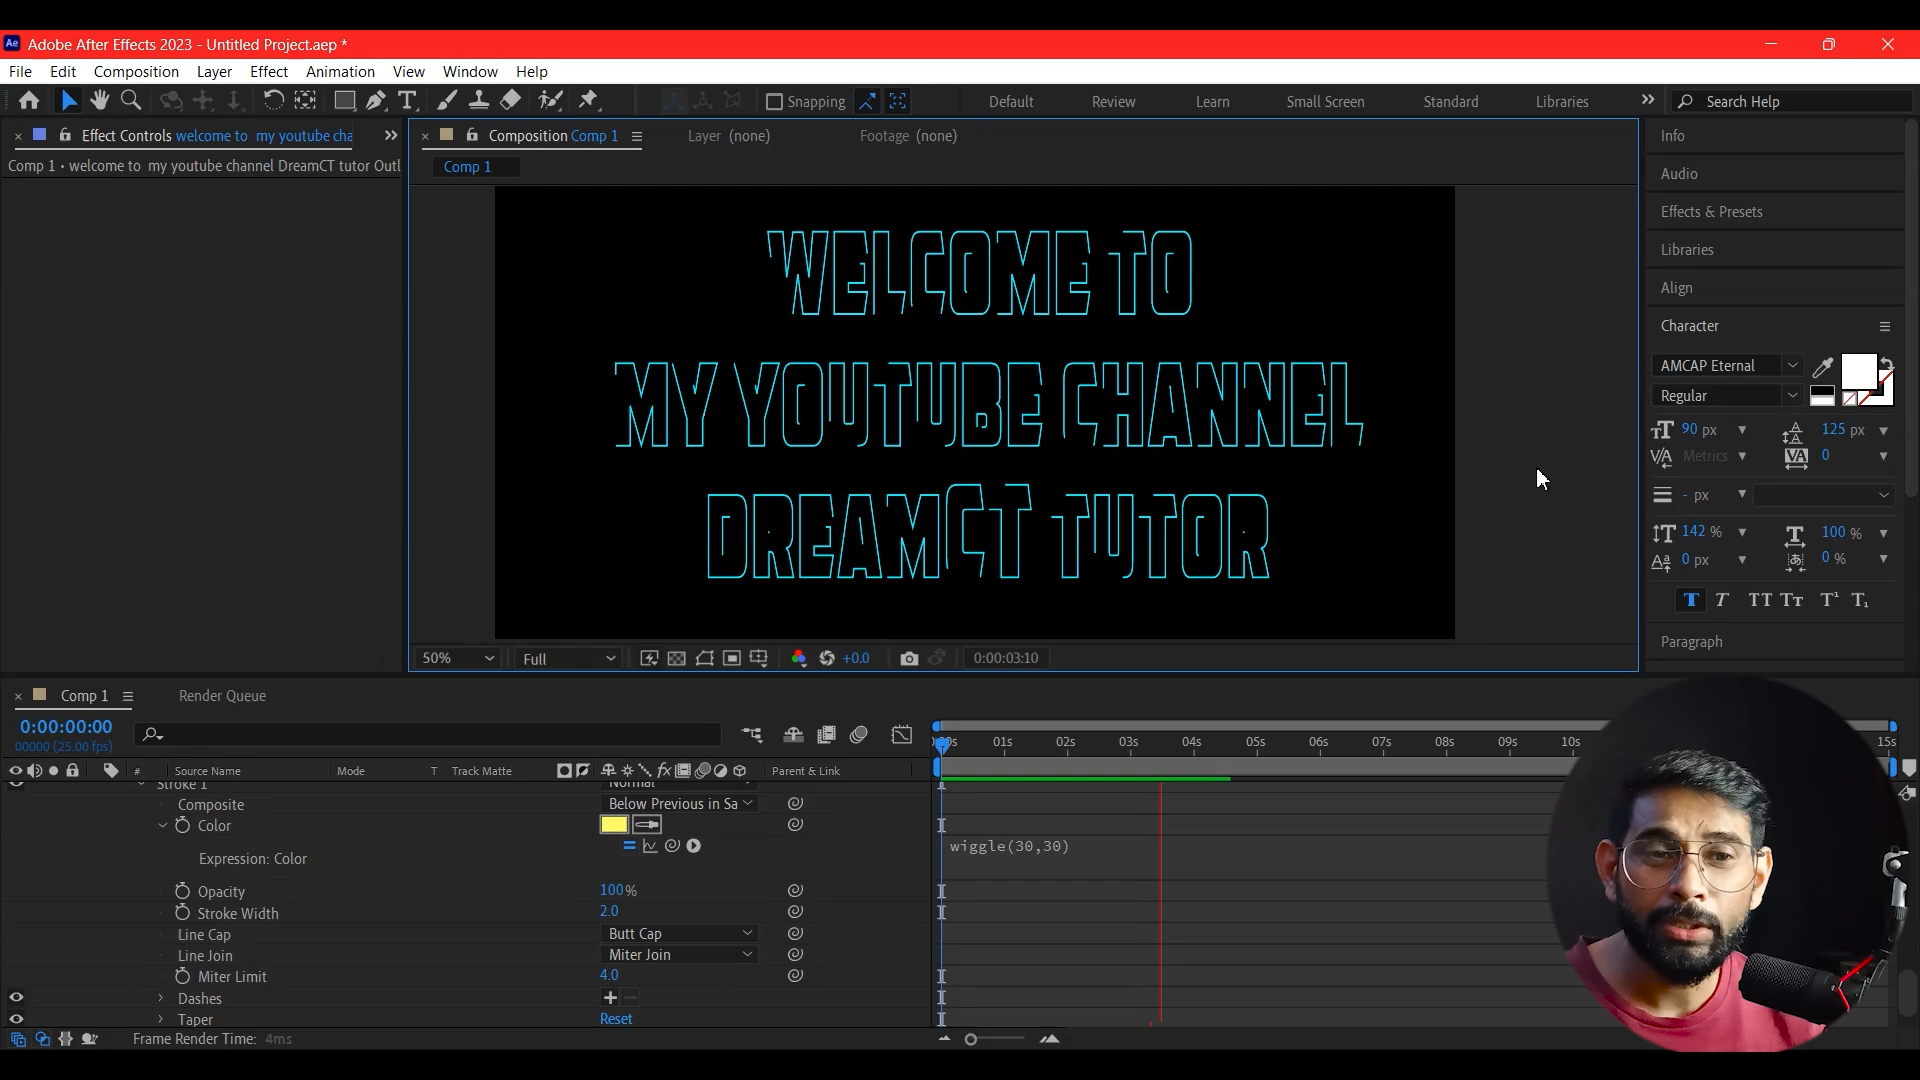 Ae Adobe After Effects 2023 - Untitled Project.aep *
File Edit Composition Layer Effect Animation View Window Help
Snapping Default Review Learn Small Screen Standard Libraries Search Help
Effect Controls welcome to my youtube cha
Composition Comp 1 Layer (none) Footage (none)
Comp 1 • welcome to my youtube channel DreamCT tutor Outl
Comp 1
WELCOME TO
MY YOUTUBE CHANNEL
DREAMCT TUTOR
50% Full +0.0 0:00:03:10
Info
Audio
Effects & Presets
Libraries
Align
Character
AMCAP Eternal
Regular
90 px 125 px
Metrics 0
- px
142 % 100 %
0 px 0 %
T T TT Tt T¹ T₁
Paragraph
Comp 1 Render Queue
0:00:00:00
00000 (25.00 fps)
01s 02s 03s 04s 05s 06s 07s 08s 09s 10s 15s
# Source Name Mode T Track Matte Parent & Link
Stroke 1 Normal
Composite Below Previous in Sa
Color
Expression: Color wiggle(30,30)
Opacity 100%
Stroke Width 2.0
Line Cap Butt Cap
Line Join Miter Join
Miter Limit 4.0
Dashes
Taper Reset
Frame Render Time: 4ms